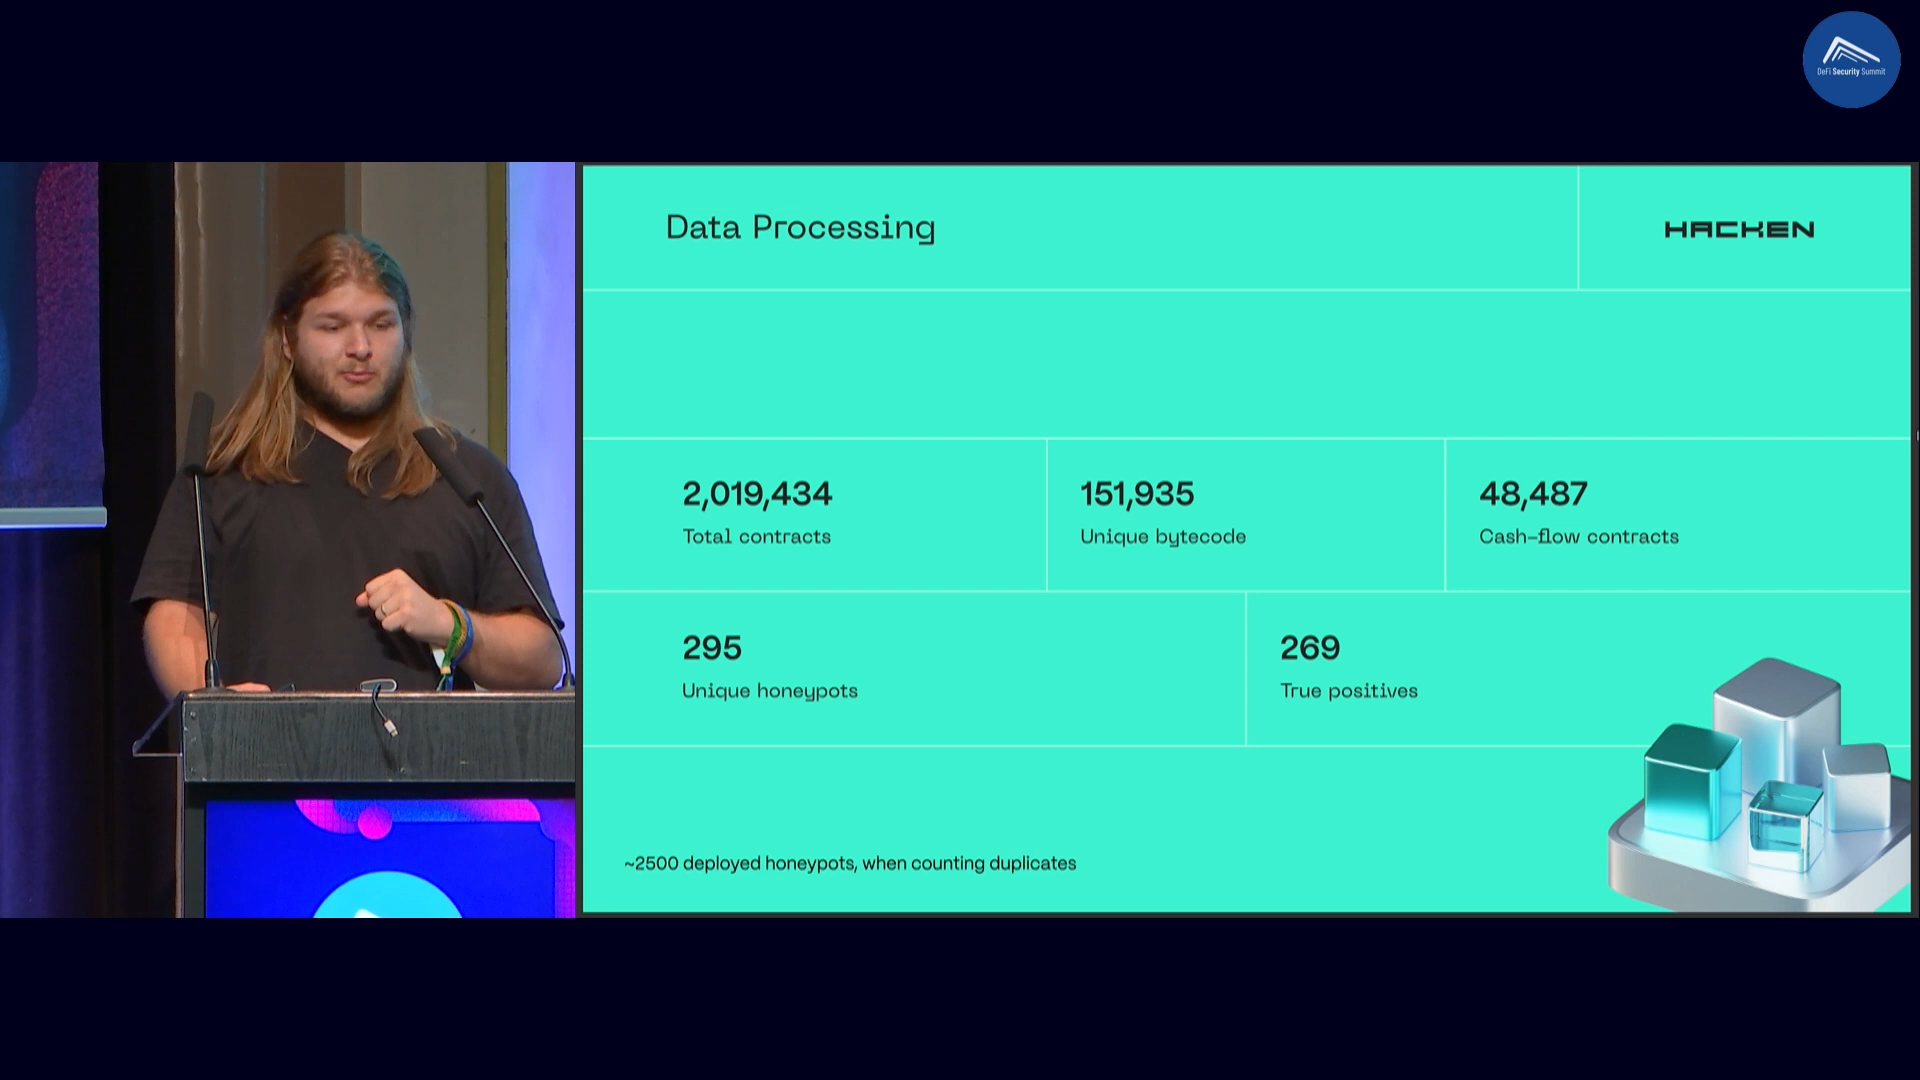 DeFi Security Summit
Data Processing
HACKEN
2,019,434
Total contracts
151,935
Unique bytecode
48,487
Cash-flow contracts
295
Unique honeypots
269
True positives
~2500 deployed honeypots, when counting duplicates